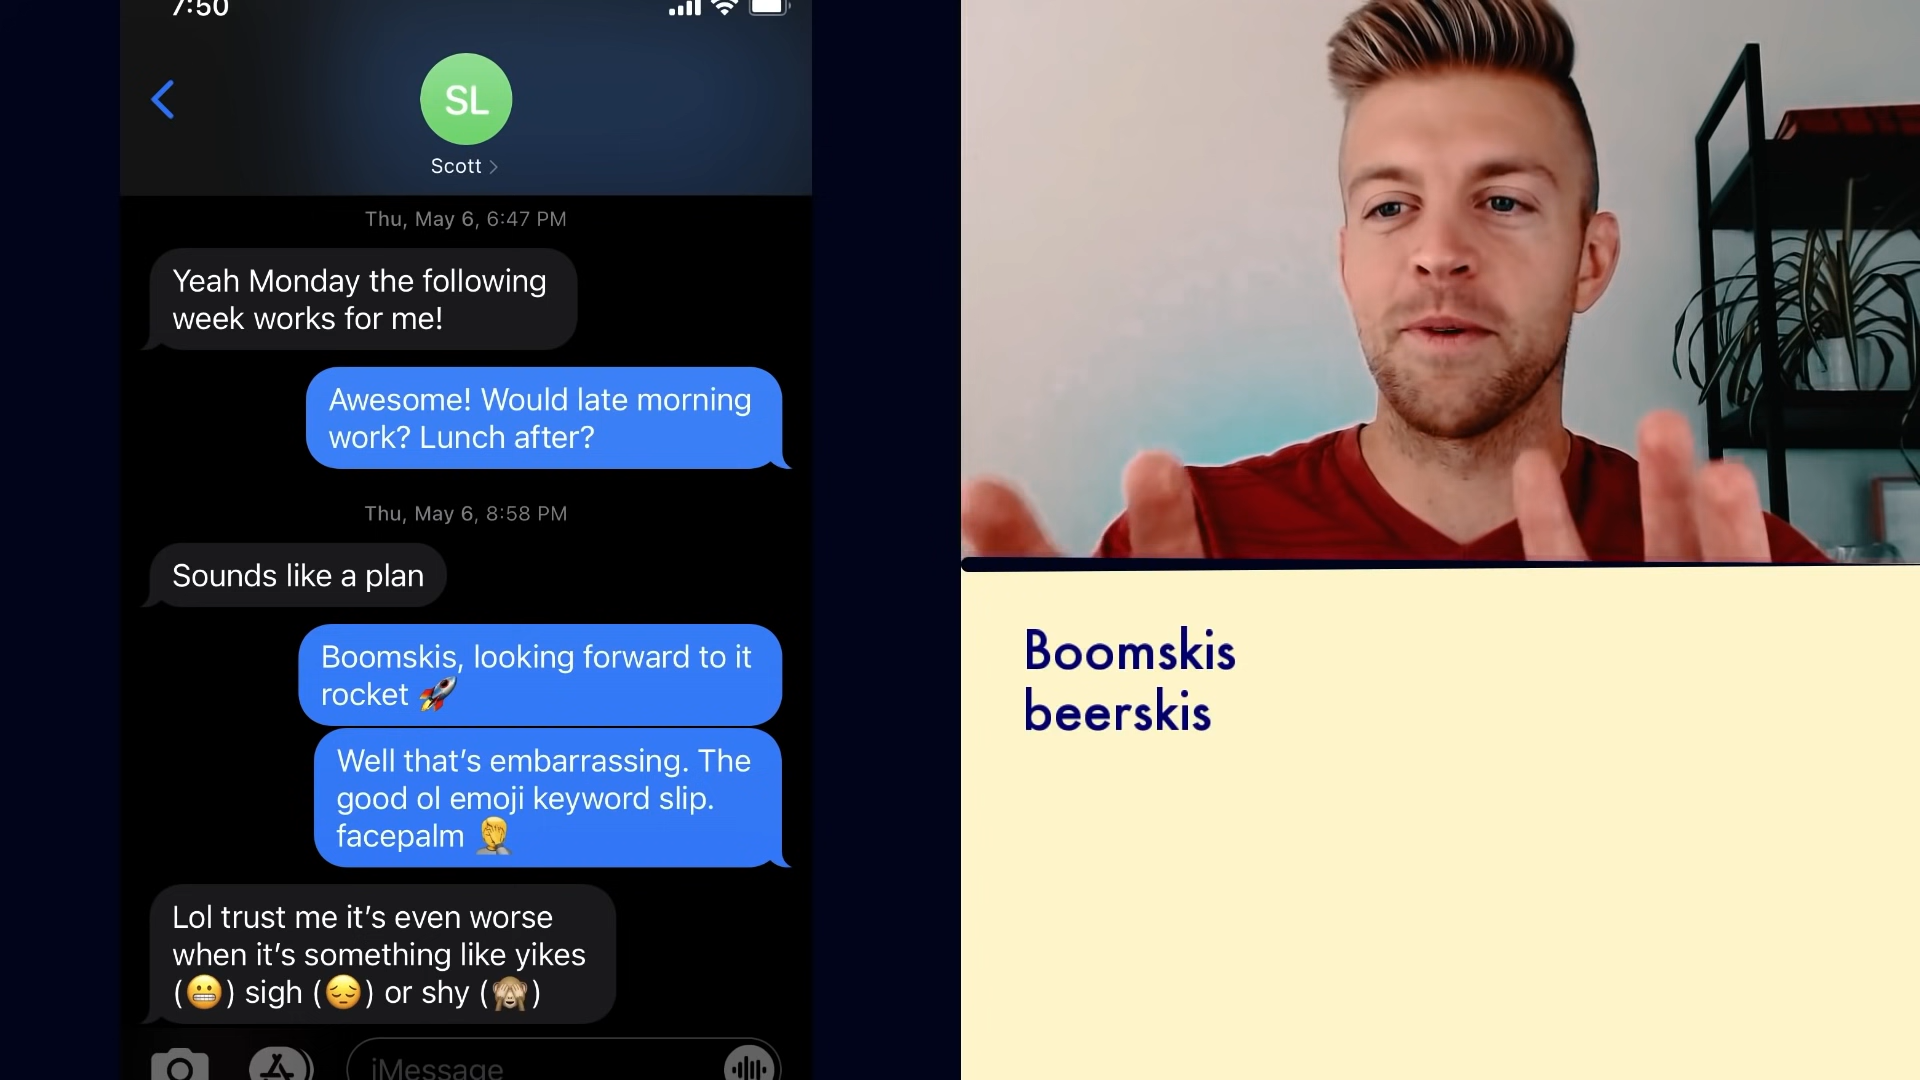 7:50
SL
Scott
Thu, May 6, 6:47 PM
Yeah Monday the following
week works for me!
Awesome! Would late morning
work? Lunch after?
Thu, May 6, 8:58 PM
Sounds like a plan
Boomskis, looking forward to it
rocket 🚀
Well that’s embarrassing. The
good ol emoji keyword slip.
facepalm 🤦
Lol trust me it’s even worse
when it’s something like yikes
(😬) sigh (😔) or shy (🙈)
iMessage
Boomskis
beerskis